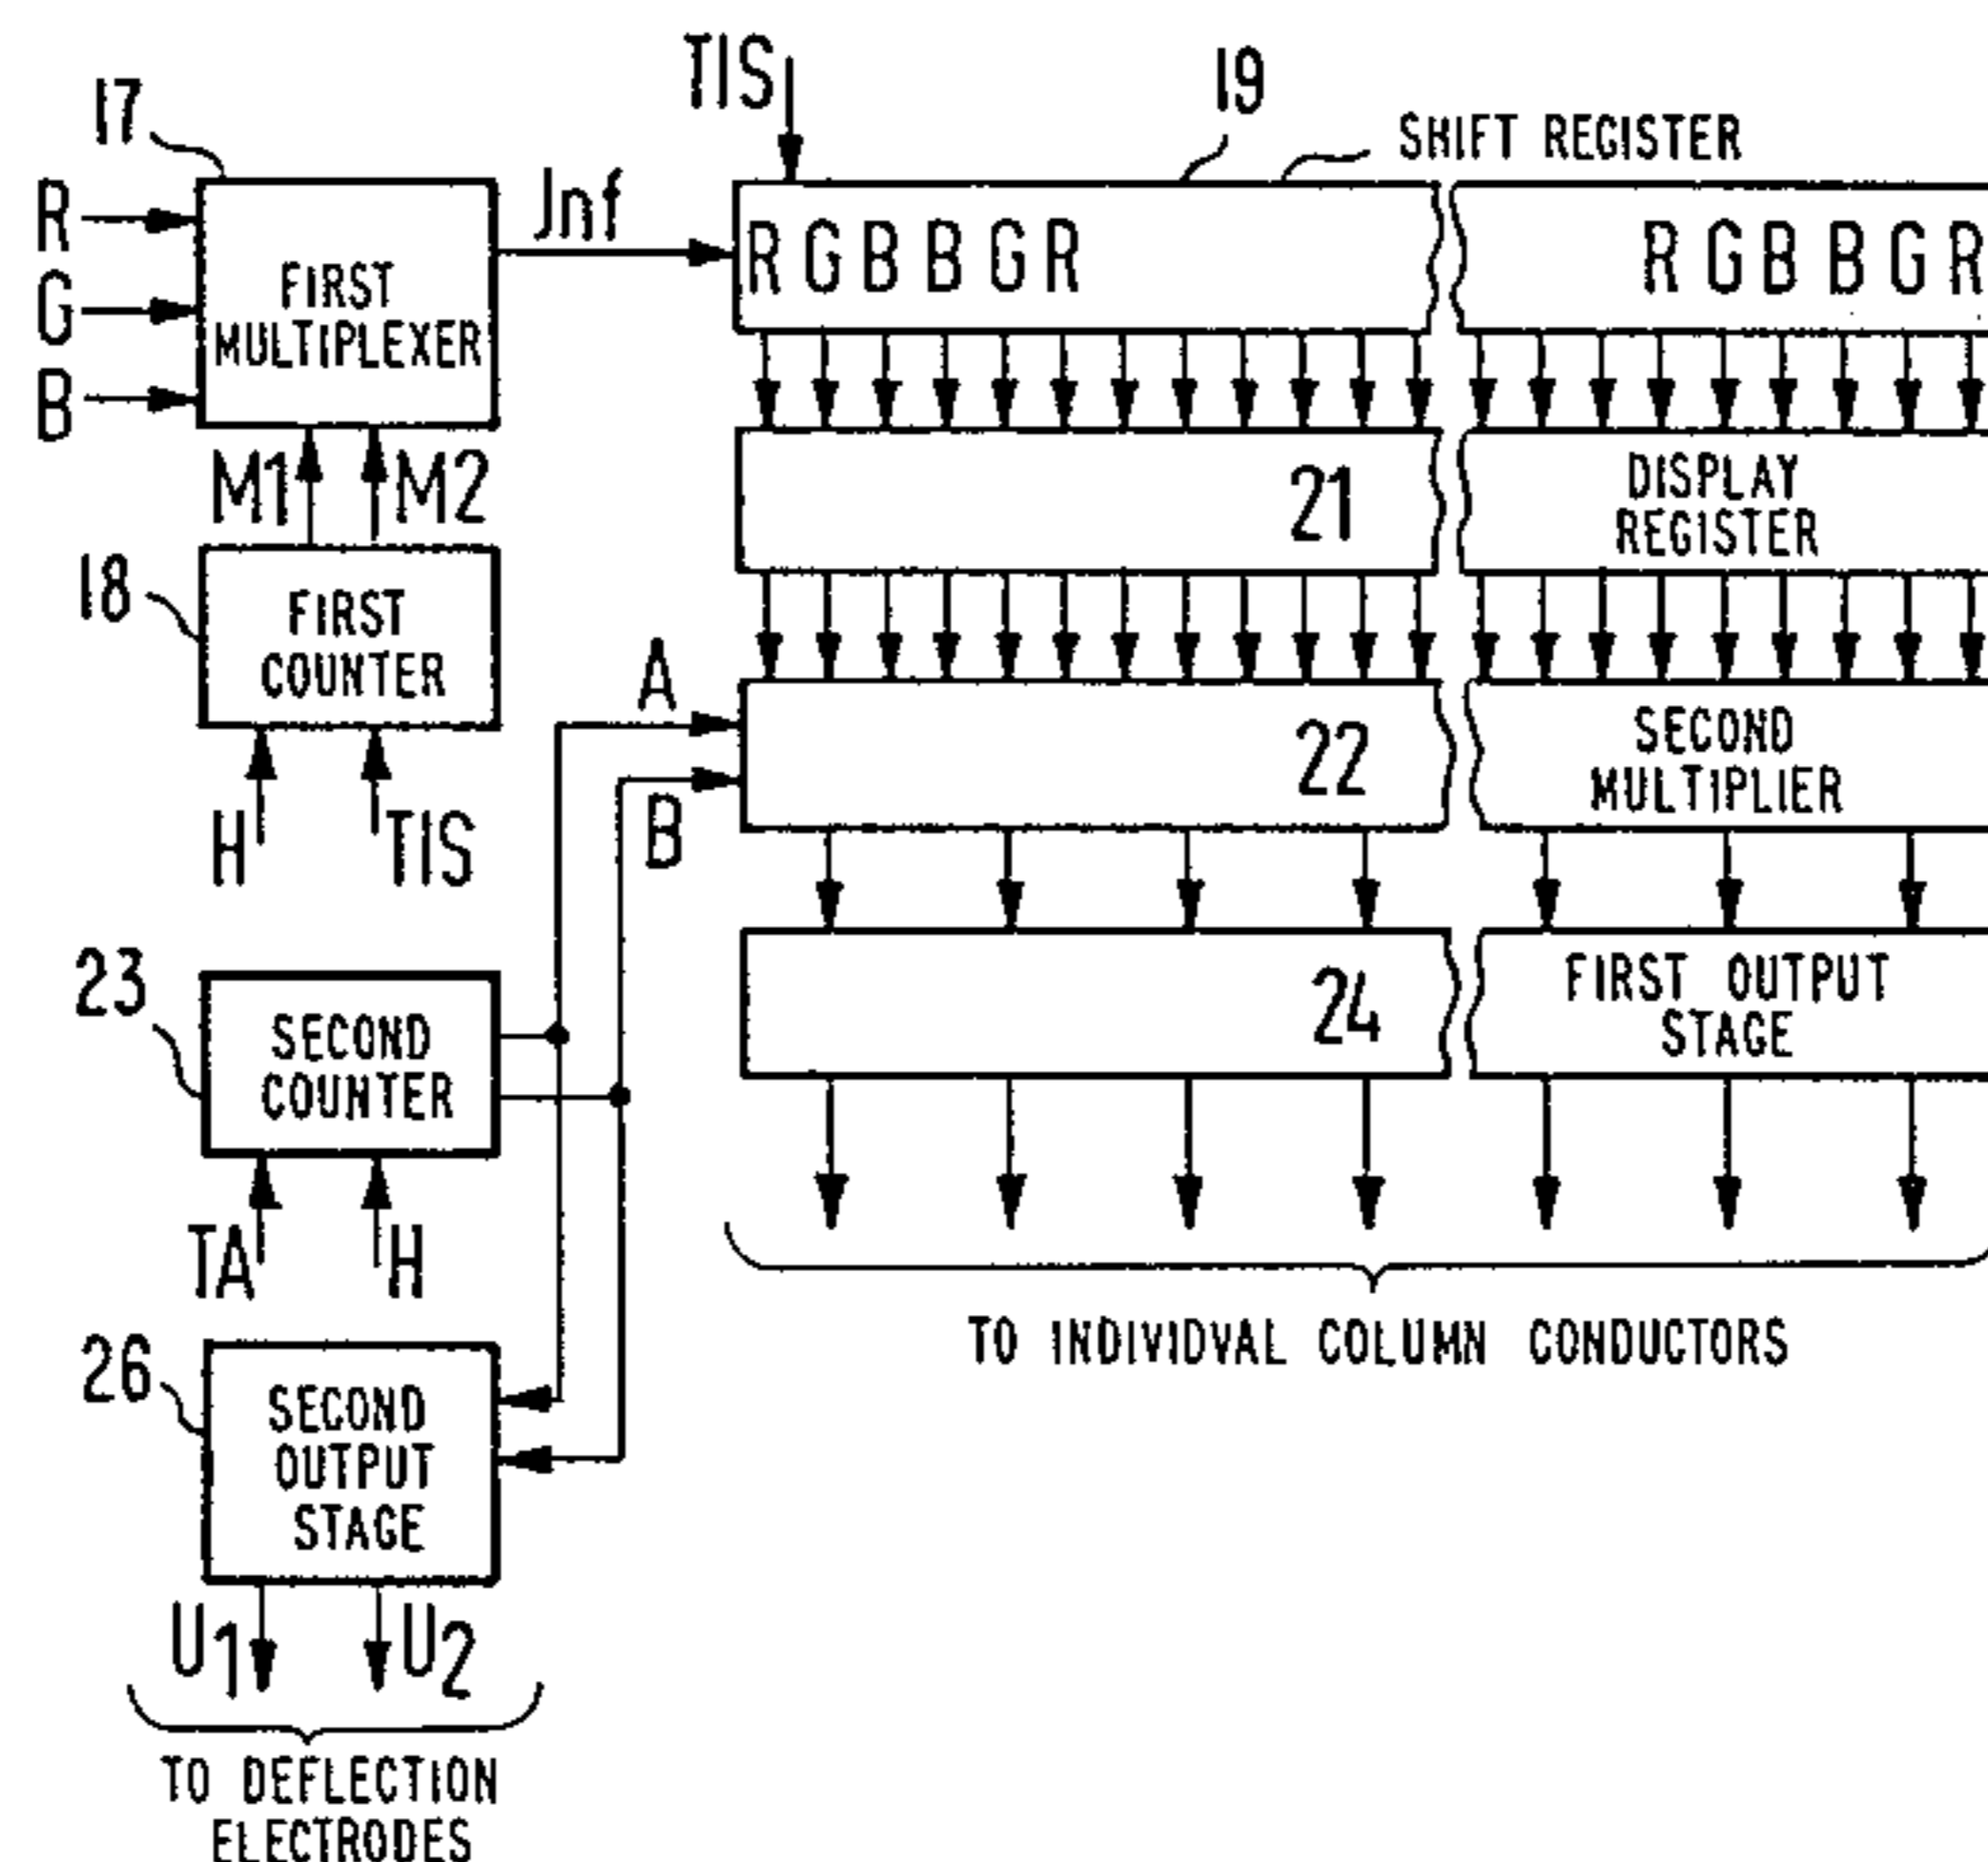 17
R
G
B
FIRST
MULTIPLEXER
Jnf
TIS
19
SHIFT REGISTER
R G B B G R
R G B B G R
M1
M2
18
FIRST
COUNTER
H
TIS
21
DISPLAY
REGISTER
A
B
22
SECOND
MULTIPLIER
23
SECOND
COUNTER
TA
H
24
FIRST OUTPUT
STAGE
TO INDIVIDVAL COLUMN CONDUCTORS
26
SECOND
OUTPUT
STAGE
U1
U2
TO DEFLECTION
ELECTRODES